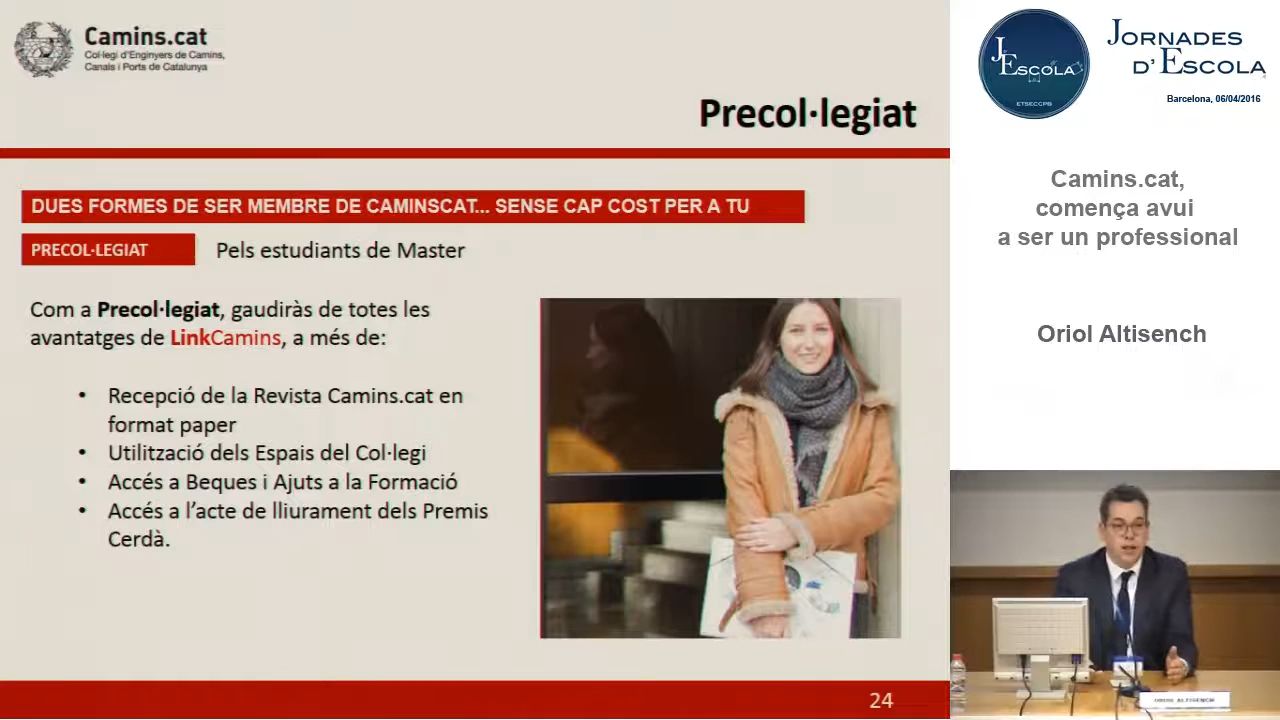 Camins.cat
Col·legi d'Enginyers de Camins,
Canals i Ports de Catalunya
Precol·legiat
DUES FORMES DE SER MEMBRE DE CAMINSCAT... SENSE CAP COST PER A TU
PRECOL·LEGIAT
Pels estudiants de Master
Com a Precol·legiat, gaudiràs de totes les
avantatges de LinkCamins, a més de:
• Recepció de la Revista Camins.cat en
format paper
• Utilització dels Espais del Col·legi
• Accés a Beques i Ajuts a la Formació
• Accés a l'acte de lliurament dels Premis
Cerdà.
24
JESCOLA
ETSECCPB
JORNADES
D'ESCOLA
Barcelona, 06/04/2016
Camins.cat,
comença avui
a ser un professional
Oriol Altisench
ORIOL ALTISENCH